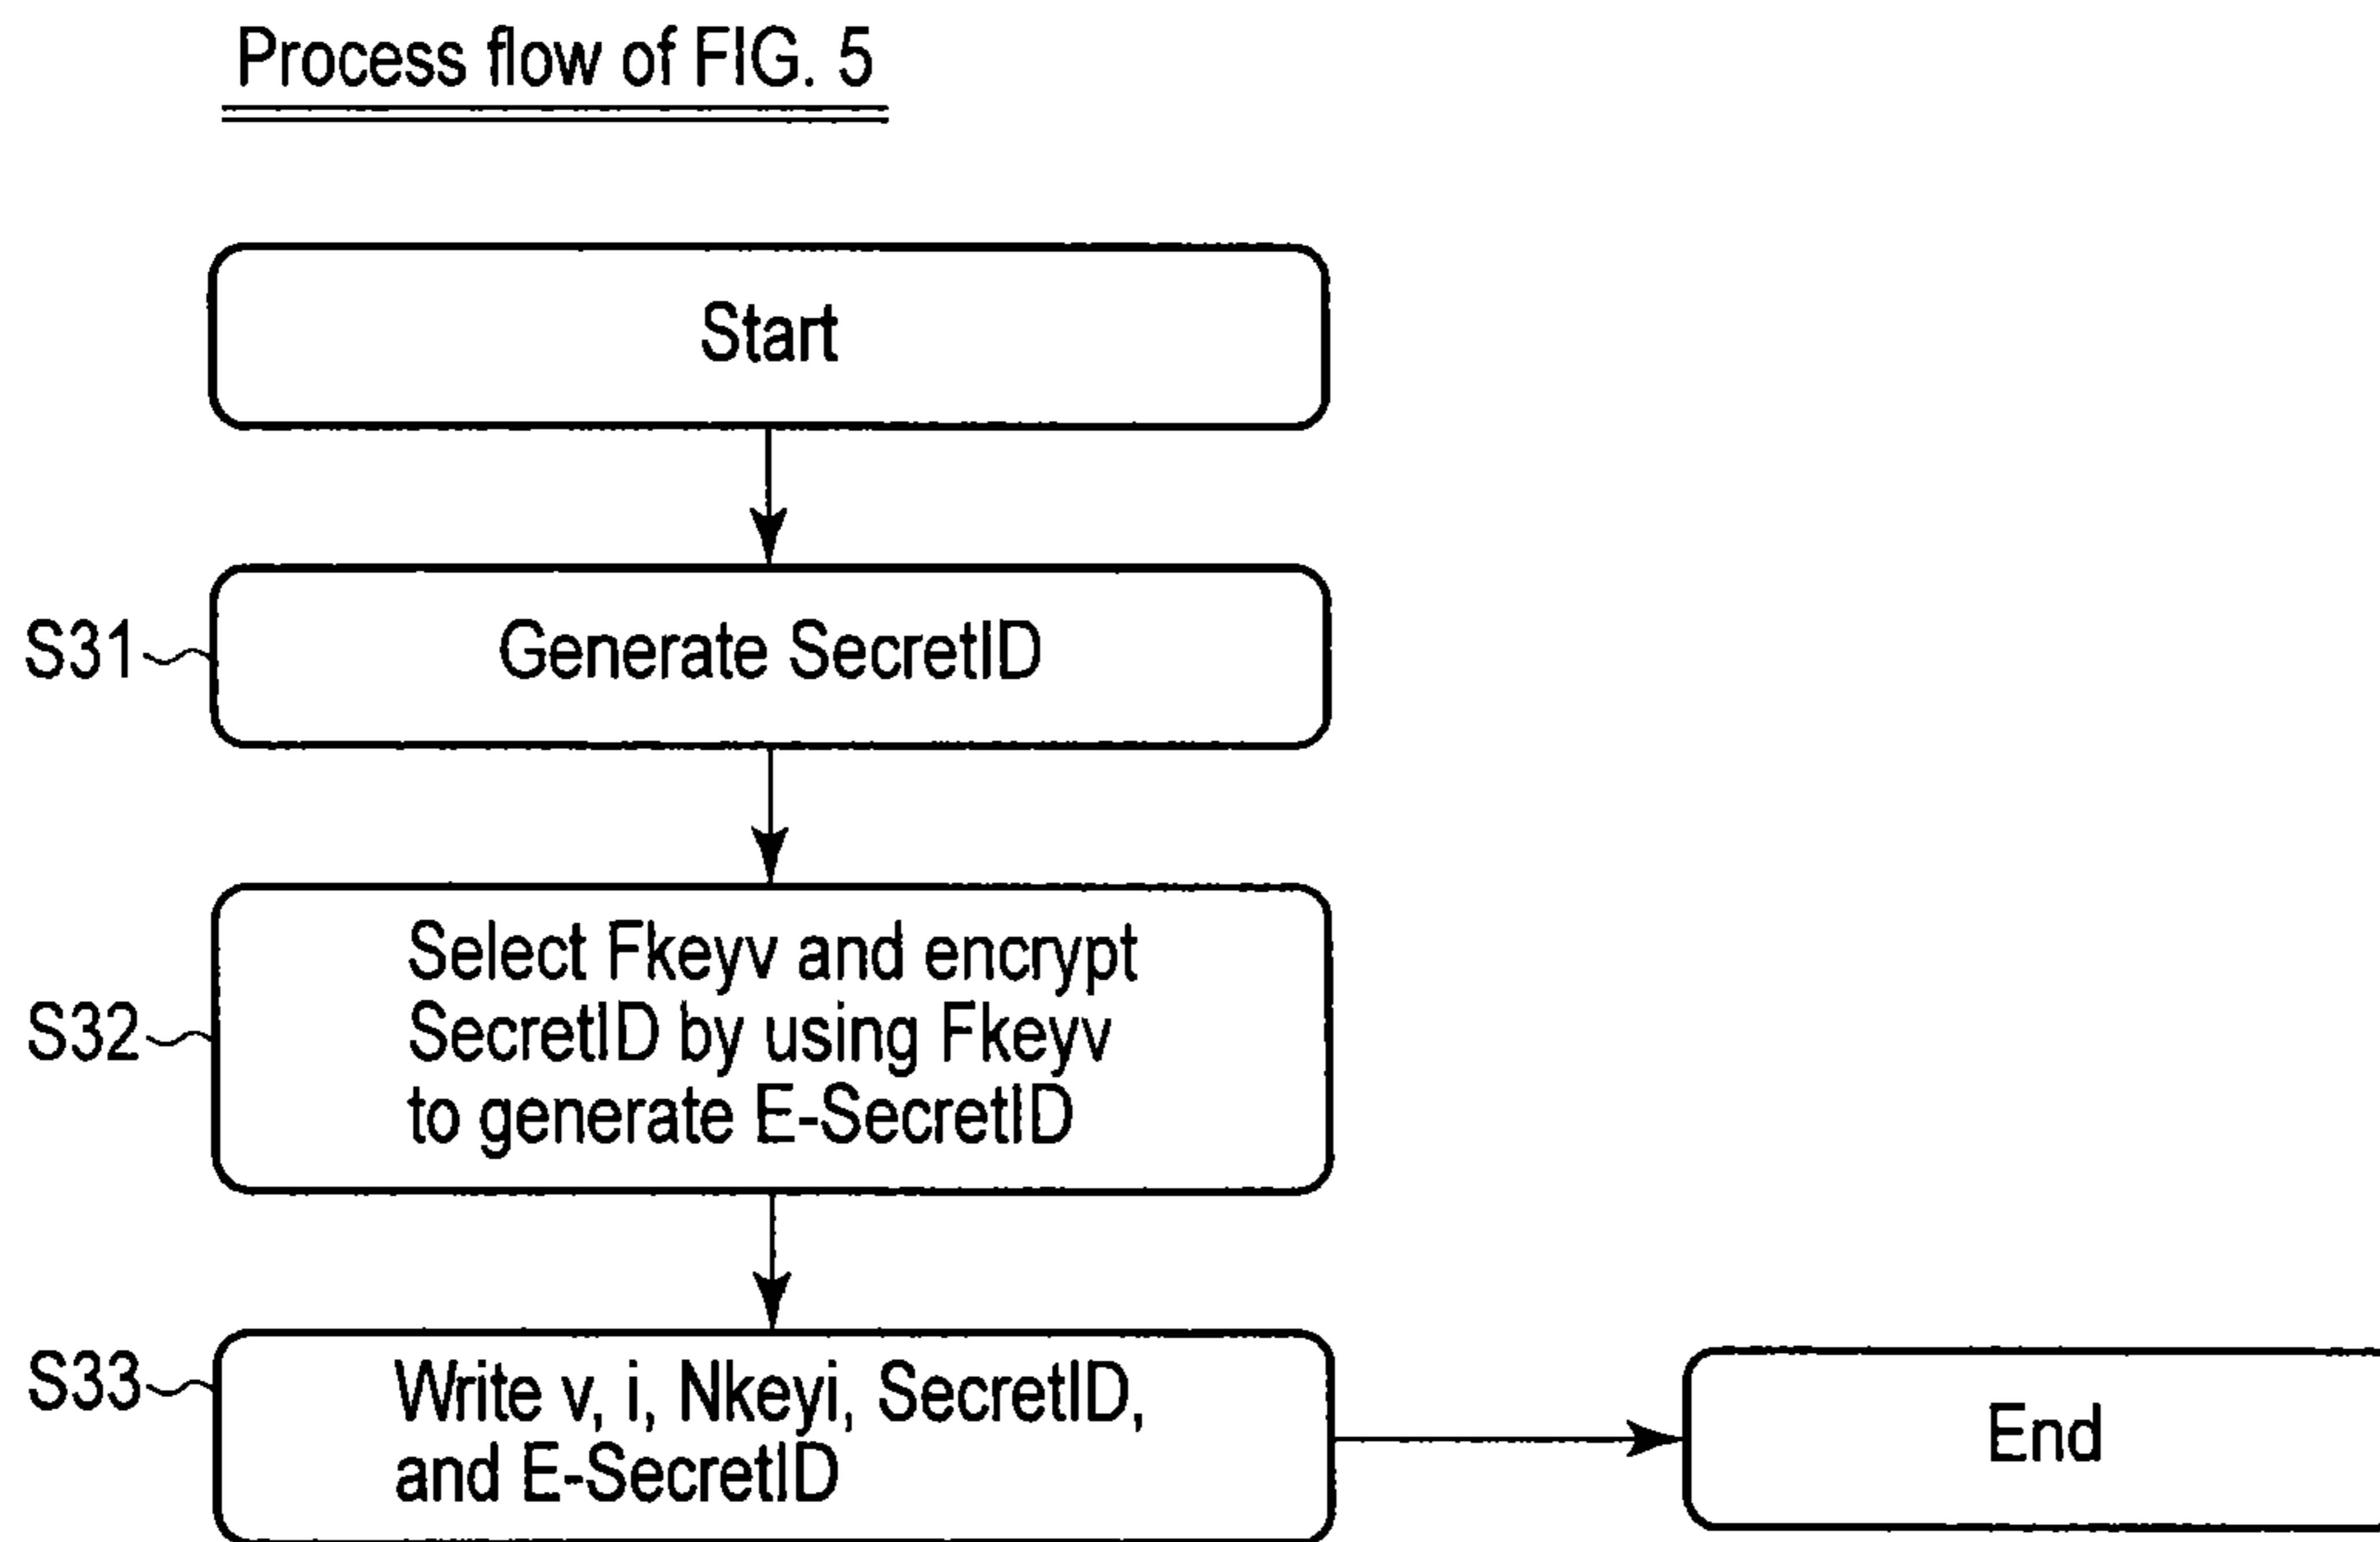 Process flow of FIG. 5
Start
S31
Generate SecretID
S32
Select Fkeyv and encrypt
SecretID by using Fkeyv
to generate E-SecretID
S33
Write v, i, Nkeyi, SecretID,
and E-SecretID
End